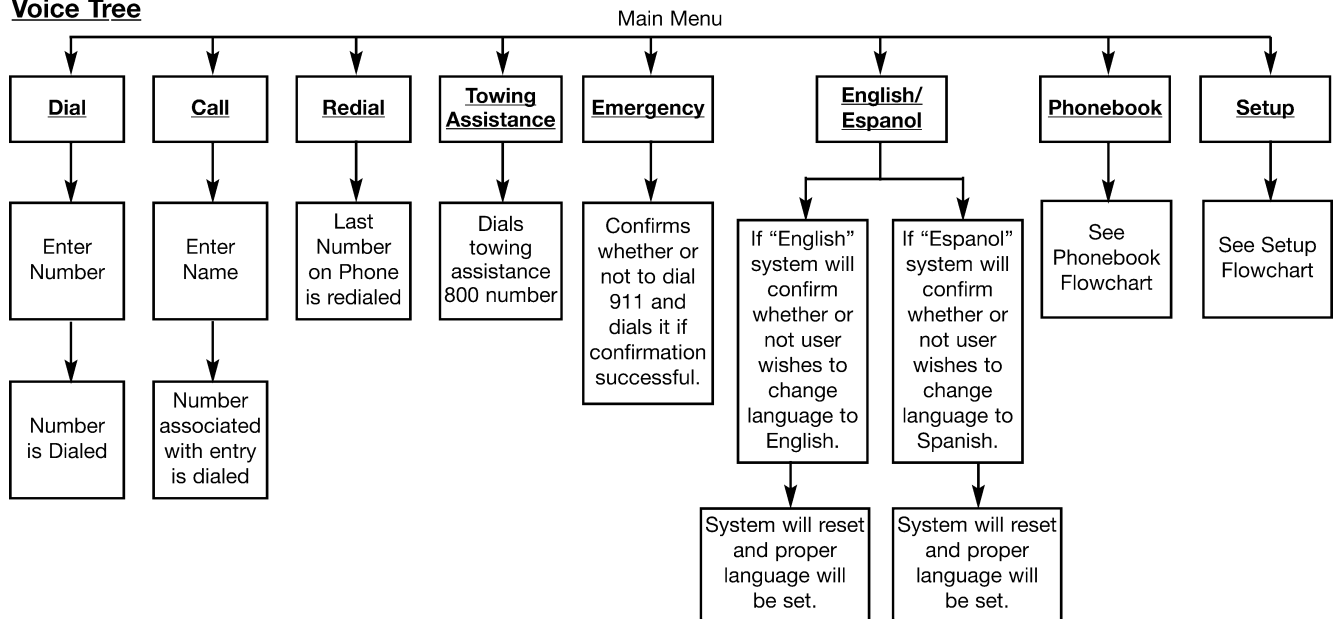 Voice Tree
Main Menu
Dial
Call
Redial
Towing
Assistance
Emergency
English/
Espanol
Phonebook
Setup
Enter
Number
Enter
Name
Last
Number
on Phone
is redialed
Dials
towing
assistance
800 number
Confirms
whether or
not to dial
911 and
dials it if
confirmation
successful.
If “English”
system will
confirm
whether or
not user
wishes to
change
language to
English.
If “Espanol”
system will
confirm
whether or
not user
wishes to
change
language to
Spanish.
See
Phonebook
Flowchart
See Setup
Flowchart
Number
is Dialed
Number
associated
with entry
is dialed
System will reset
and proper
language will
be set.
System will reset
and proper
language will
be set.